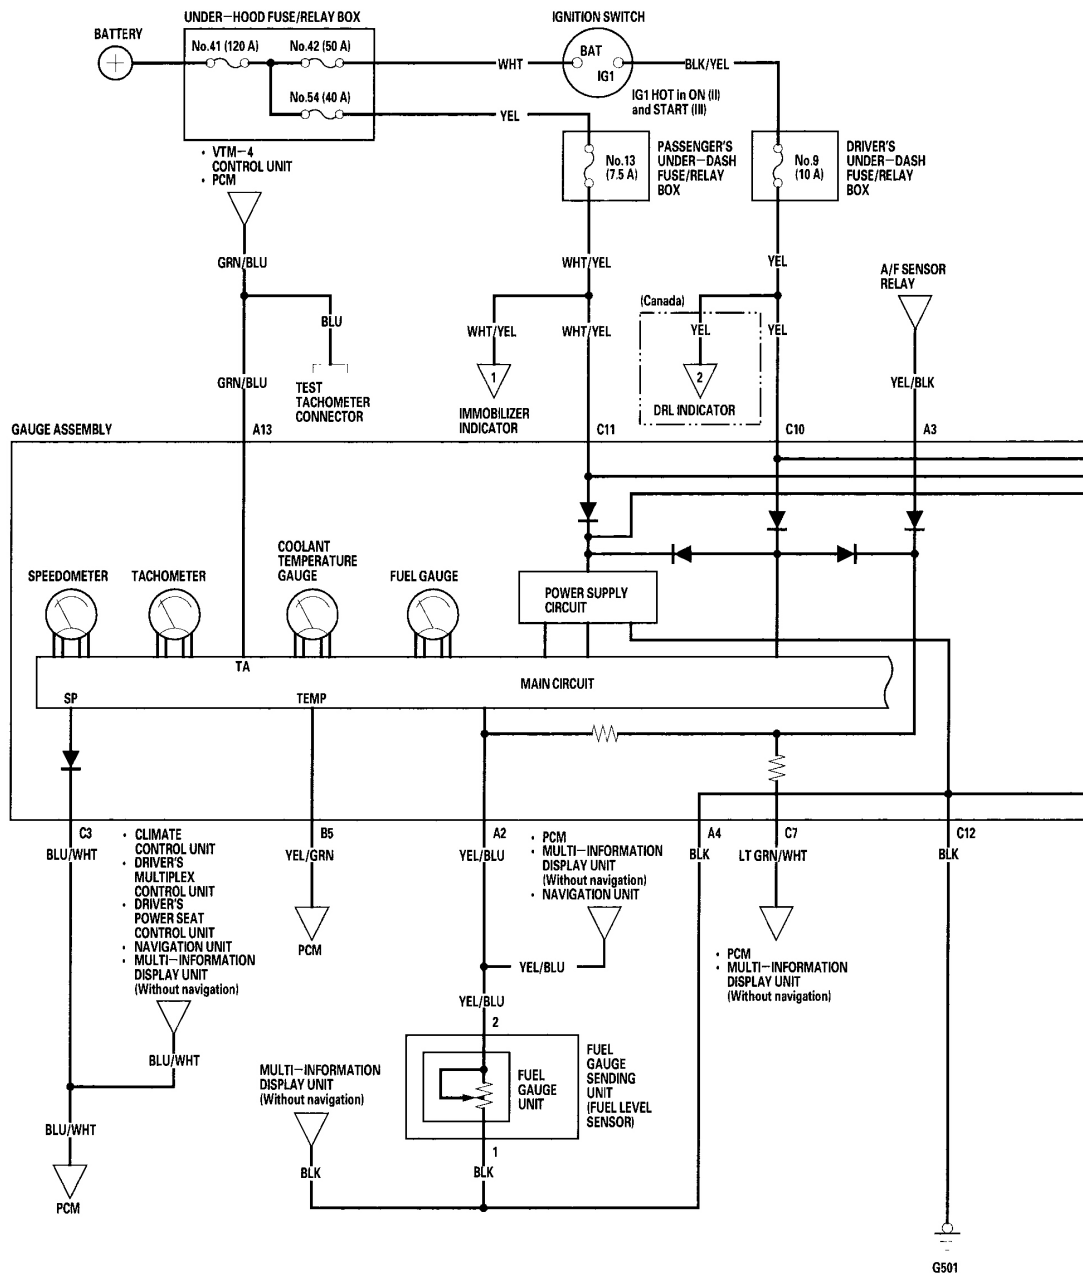 UNDER–HOOD FUSE/RELAY BOX
IGNITION SWITCH
BATTERY
No.41 (120 A)
No.42 (50 A)
BAT
WHT
BLK/YEL
IG1
No.54 (40 A)
IG1 HOT in ON (II)
and START (III)
YEL
• VTM–4
CONTROL UNIT
• PCM
No.13
(7.5 A)
PASSENGER'S
UNDER–DASH
FUSE/RELAY
BOX
No.9
(10 A)
DRIVER'S
UNDER–DASH
FUSE/RELAY
BOX
GRN/BLU
WHT/YEL
YEL
A/F SENSOR
RELAY
(Canada)
BLU
WHT/YEL
WHT/YEL
YEL
YEL
GRN/BLU
1
2
YEL/BLK
TEST
TACHOMETER
CONNECTOR
IMMOBILIZER
INDICATOR
DRL INDICATOR
GAUGE ASSEMBLY
A13
C11
C10
A3
SPEEDOMETER
TACHOMETER
COOLANT
TEMPERATURE
GAUGE
FUEL GAUGE
POWER SUPPLY
CIRCUIT
TA
MAIN CIRCUIT
SP
TEMP
C3
B5
A2
A4
C7
C12
BLU/WHT
• CLIMATE
CONTROL UNIT
• DRIVER'S
MULTIPLEX
CONTROL UNIT
• DRIVER'S
POWER SEAT
CONTROL UNIT
• NAVIGATION UNIT
• MULTI–INFORMATION
DISPLAY UNIT
(Without navigation)
YEL/GRN
YEL/BLU
• PCM
• MULTI–INFORMATION
DISPLAY UNIT
(Without navigation)
• NAVIGATION UNIT
BLK
LT GRN/WHT
BLK
PCM
YEL/BLU
• PCM
• MULTI–INFORMATION
DISPLAY UNIT
(Without navigation)
YEL/BLU
2
BLU/WHT
MULTI–INFORMATION
DISPLAY UNIT
(Without navigation)
FUEL
GAUGE
UNIT
FUEL
GAUGE
SENDING
UNIT
(FUEL LEVEL
SENSOR)
BLU/WHT
1
BLK
BLK
PCM
G501